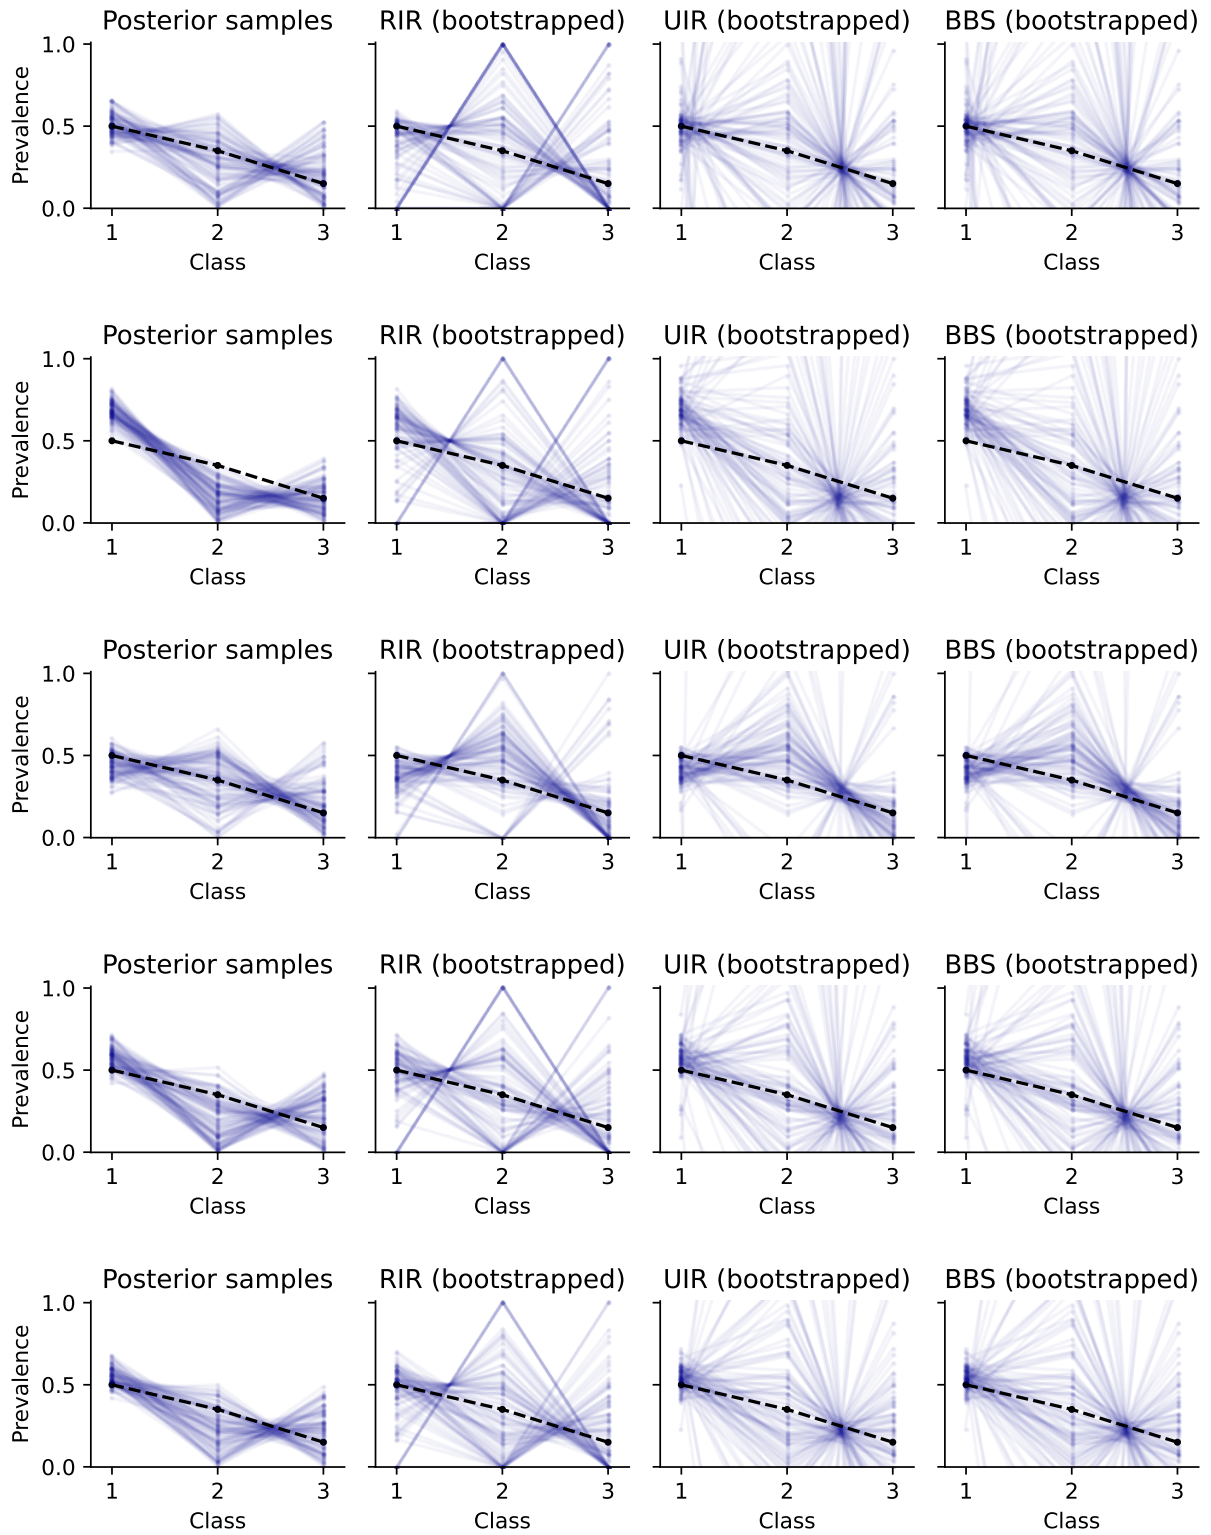 Posterior samples RIR (bootstrapped) UIR (bootstrapped) BBS (bootstrapped)
1.0
Prevalence
0.5
0.0
1 2 3 1 2 3 1 2 3 1 2 3
Class Class Class Class
Posterior samples RIR (bootstrapped) UIR (bootstrapped) BBS (bootstrapped)
1.0
Prevalence
0.5
0.0
1 2 3 1 2 3 1 2 3 1 2 3
Class Class Class Class
Posterior samples RIR (bootstrapped) UIR (bootstrapped) BBS (bootstrapped)
1.0
Prevalence
0.5
0.0
1 2 3 1 2 3 1 2 3 1 2 3
Class Class Class Class
Posterior samples RIR (bootstrapped) UIR (bootstrapped) BBS (bootstrapped)
1.0
Prevalence
0.5
0.0
1 2 3 1 2 3 1 2 3 1 2 3
Class Class Class Class
Posterior samples RIR (bootstrapped) UIR (bootstrapped) BBS (bootstrapped)
1.0
Prevalence
0.5
0.0
1 2 3 1 2 3 1 2 3 1 2 3
Class Class Class Class